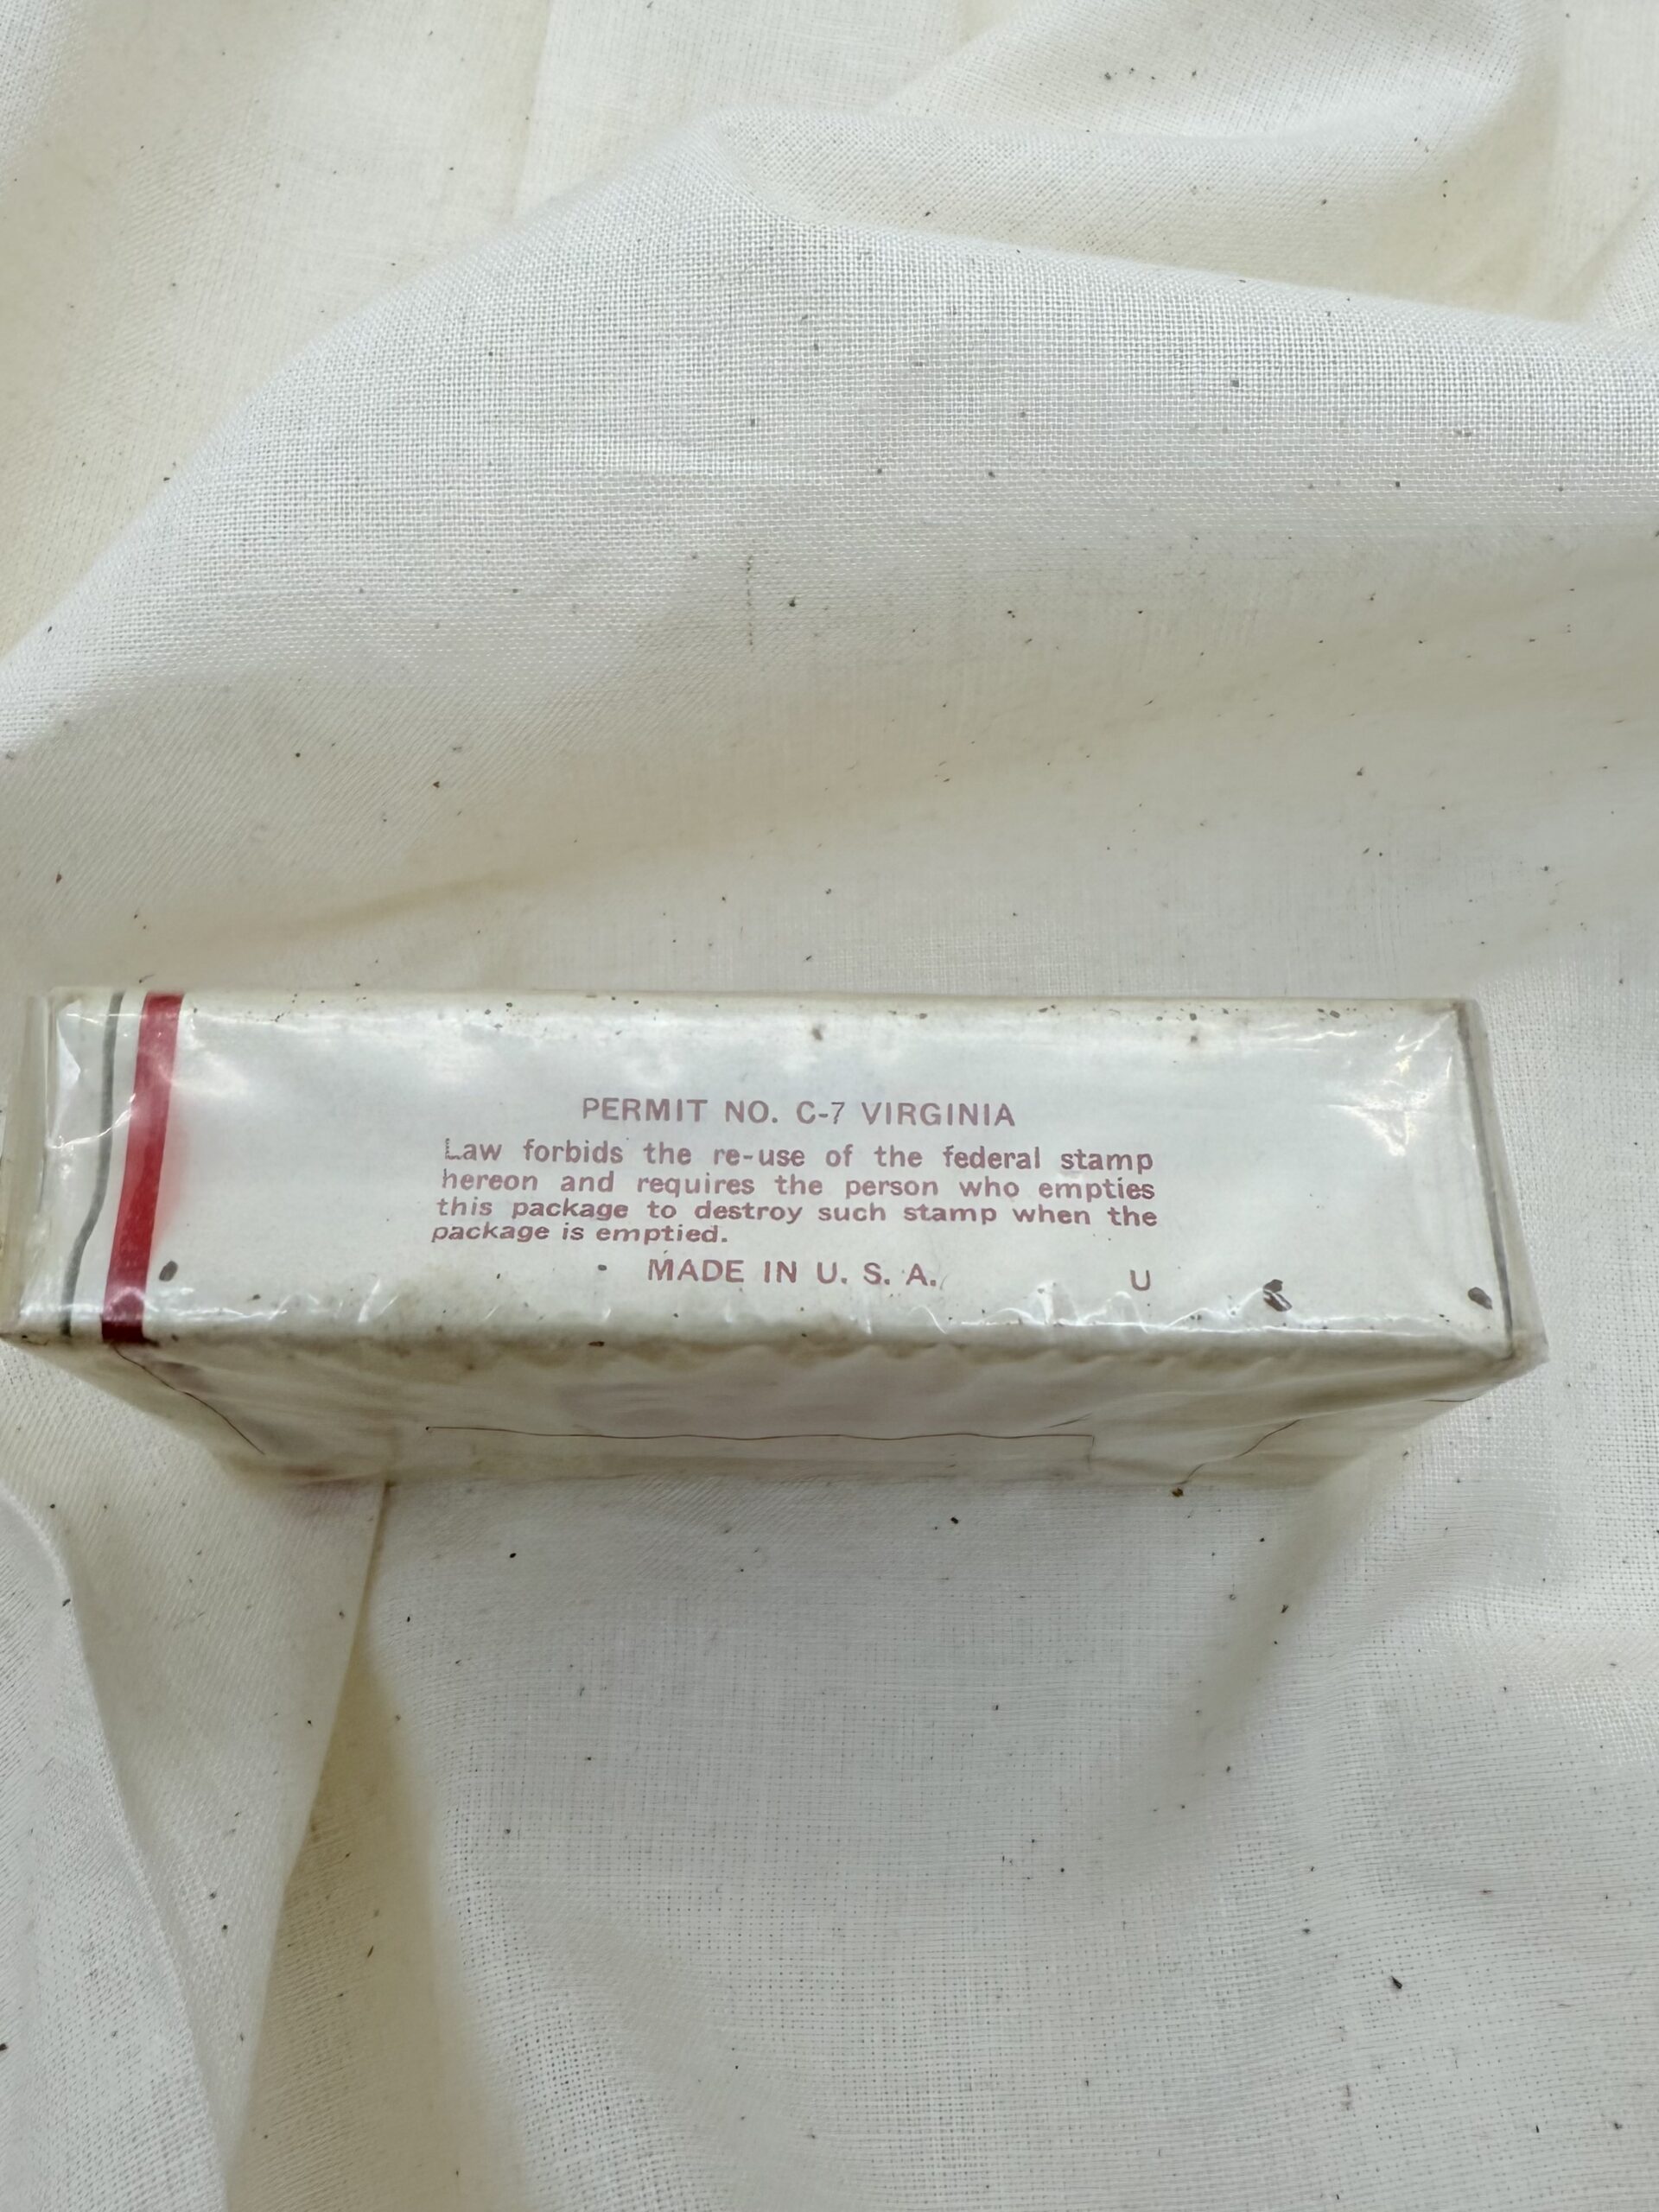 PERMIT NO. C-7 VIRGINIA
Law forbids the re-use of the federal stamp
hereon and requires the person who empties
this package to destroy such stamp when the
package is emptied.
MADE IN U. S. A. U